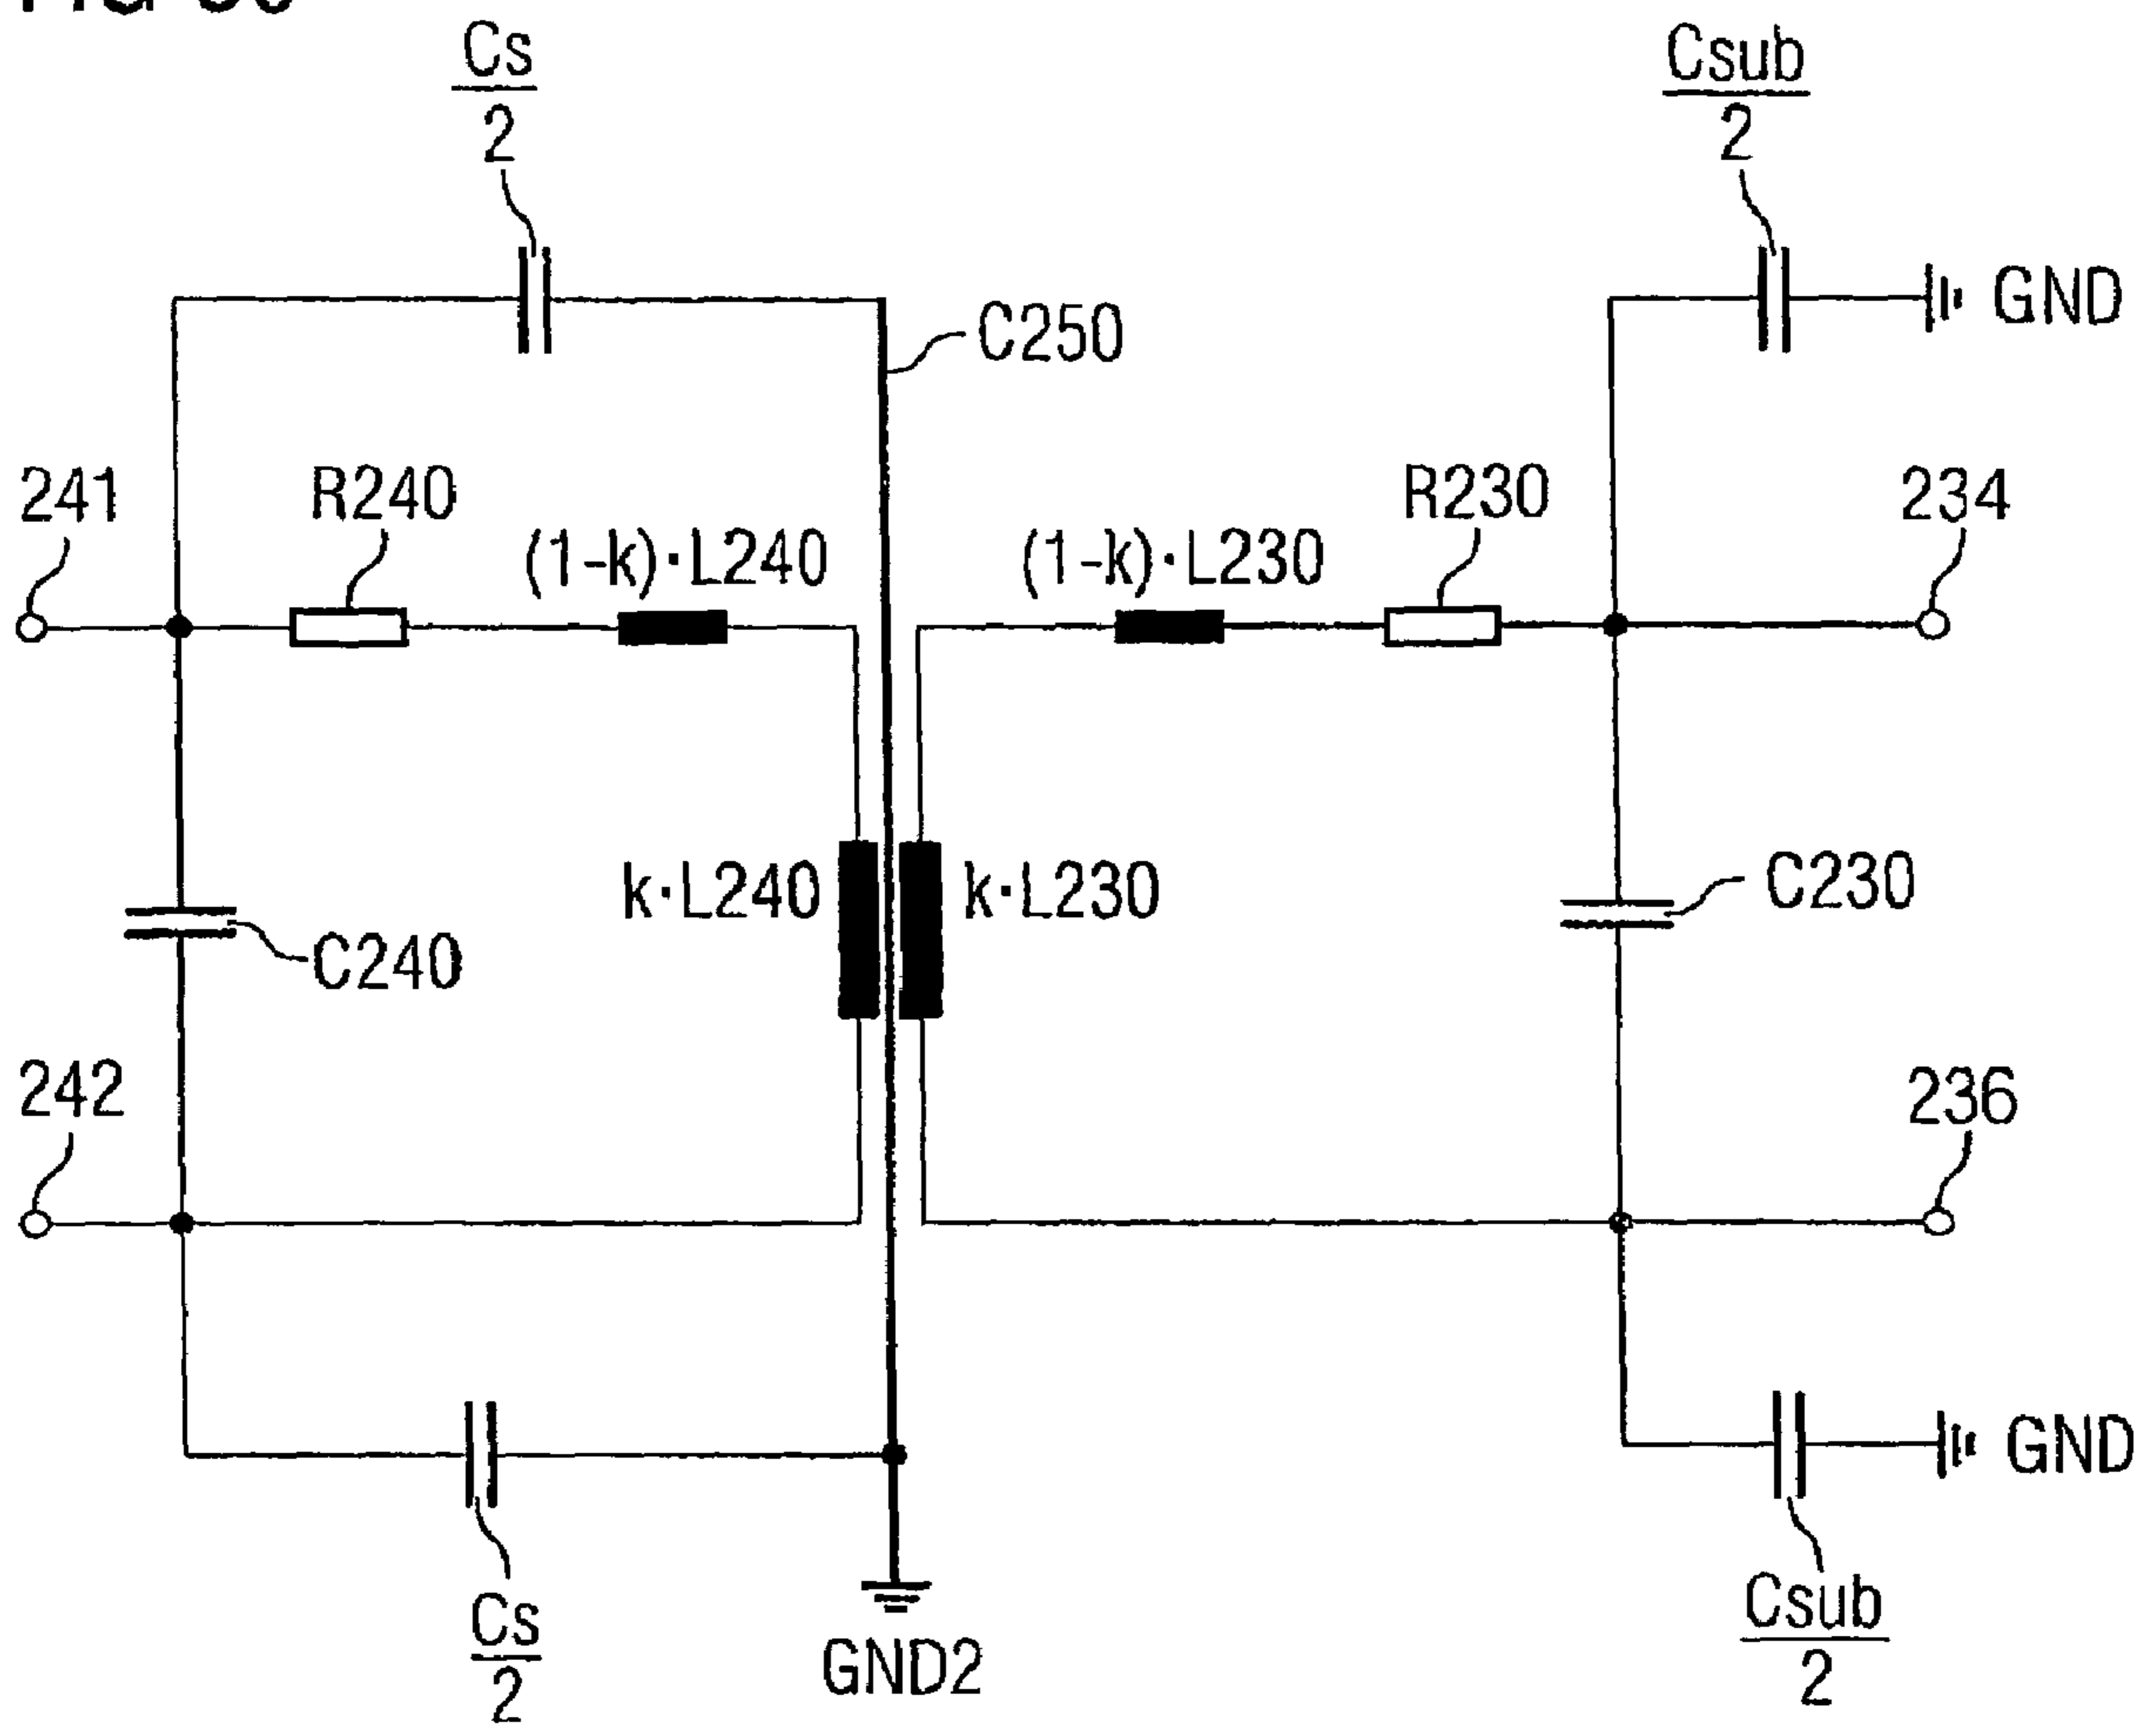 Cs
2
Csub
2
GND
C250
241
R240
(1-k)·L240
(1-k)·L230
R230
234
k·L240
k·L230
C230
C240
242
236
GND
Cs
2
GND2
Csub
2